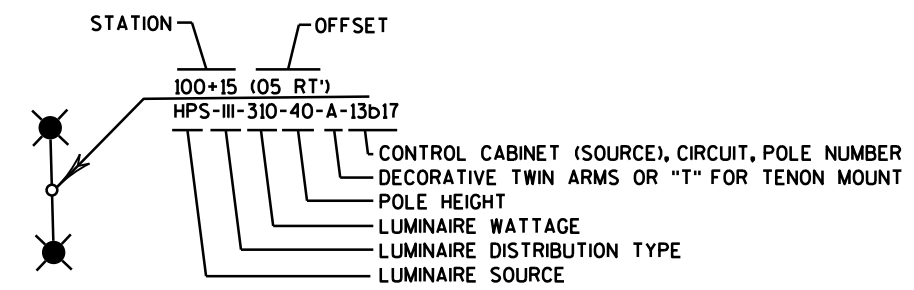 STATION
OFFSET
100+15 (05 RT')
HPS-III-310-40-A-13b17
CONTROL CABINET (SOURCE), CIRCUIT, POLE NUMBER
DECORATIVE TWIN ARMS OR "T" FOR TENON MOUNT
POLE HEIGHT
LUMINAIRE WATTAGE
LUMINAIRE DISTRIBUTION TYPE
LUMINAIRE SOURCE